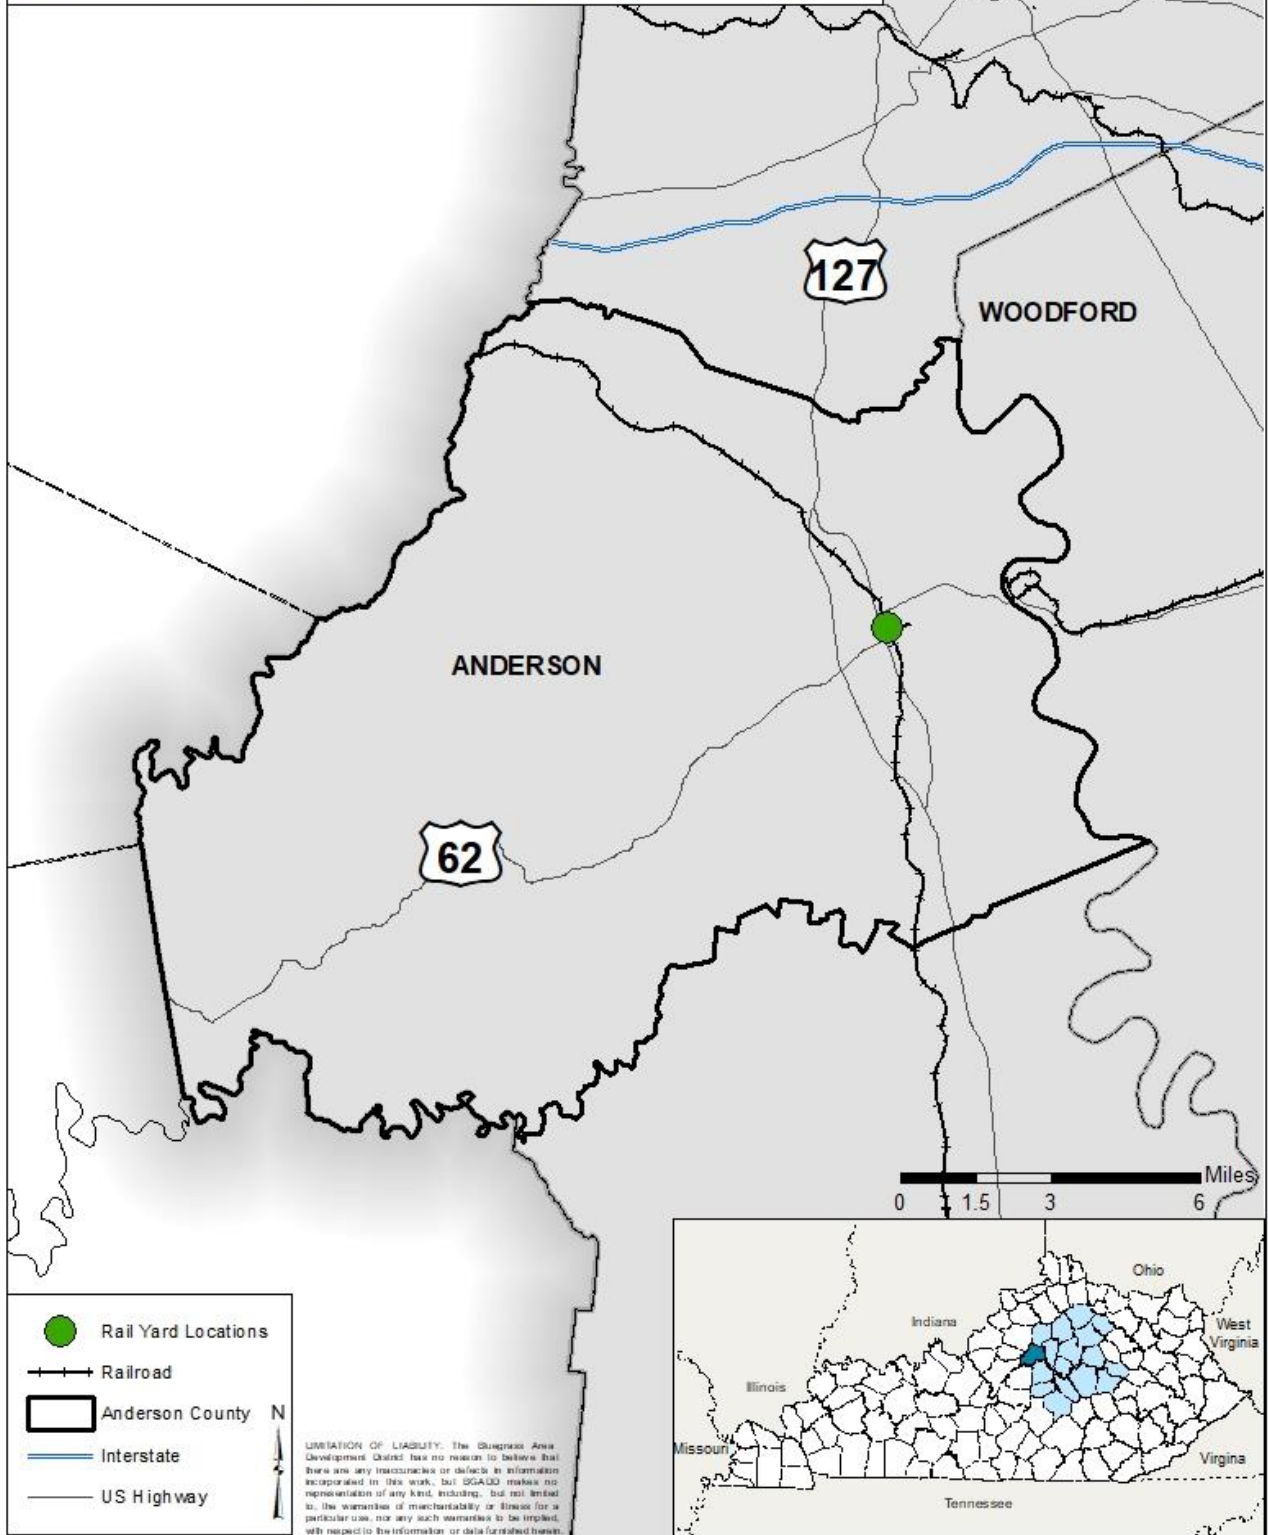 127
WOODFORD
ANDERSON
62
Miles
0 1.5 3 6
Rail Yard Locations
Railroad
Anderson County
Interstate
US Highway
N
LIMITATION OF LIABILITY: The Bluegrass Area
Development District has no reason to believe that
there are any inaccuracies or defects in information
incorporated in this work, but BGADD makes no
representation of any kind, including, but not limited
to, the warranties of merchantability or fitness for a
particular use, nor any such warranties to be implied,
with respect to the information or data furnished herein.
Ohio
Indiana
West
Virginia
Illinois
Missouri
Virgina
Tennessee